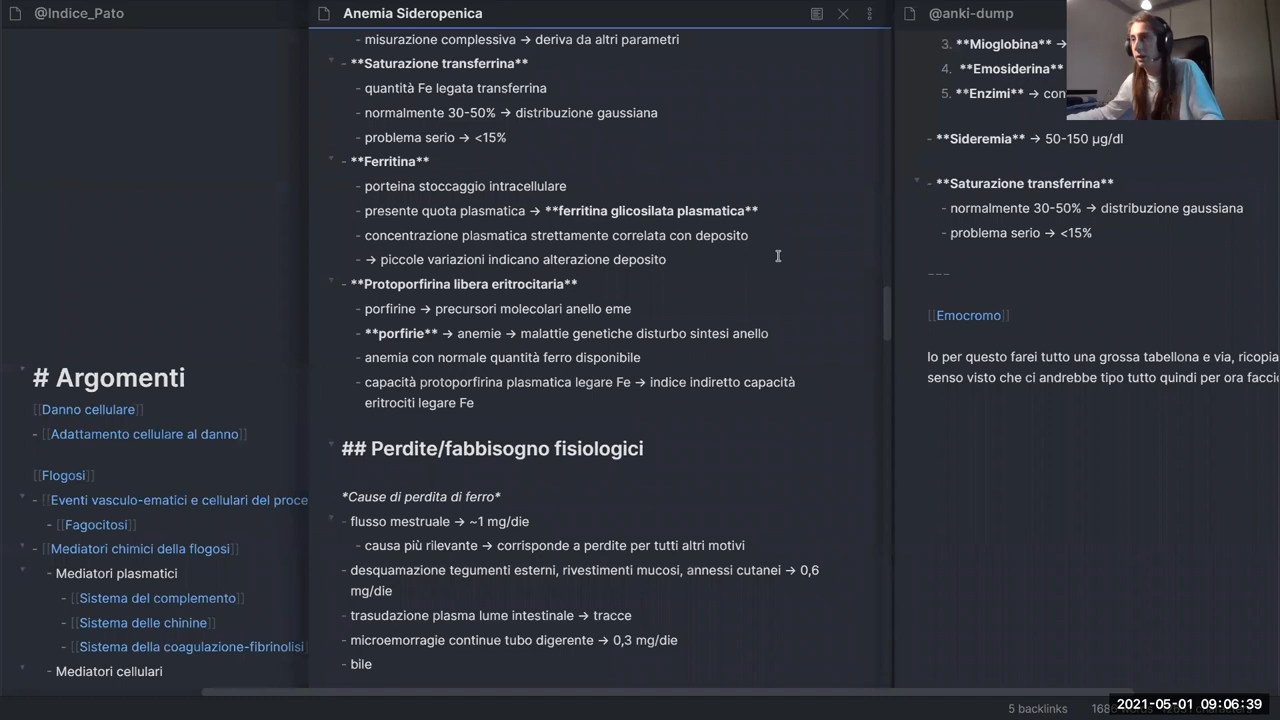 @Indice_Pato
# Argomenti
[[Danno cellulare]]
- [[Adattamento cellulare al danno]]
[[Flogosi]]
- [[Eventi vasculo-ematici e cellulari del proce
- [[Fagocitosi]]
- [[Mediatori chimici della flogosi]]
- Mediatori plasmatici
- [[Sistema del complemento]]
- [[Sistema delle chinine]]
- [[Sistema della coagulazione-fibrinolisi
- Mediatori cellulari
Anemia Sideropenica
- misurazione complessiva → deriva da altri parametri
- **Saturazione transferrina**
- quantità Fe legata transferrina
- normalmente 30-50% → distribuzione gaussiana
- problema serio → <15%
- **Ferritina**
- porteina stoccaggio intracellulare
- presente quota plasmatica → **ferritina glicosilata plasmatica**
- concentrazione plasmatica strettamente correlata con deposito
- → piccole variazioni indicano alterazione deposito
- **Protoporfirina libera eritrocitaria**
- porfirine → precursori molecolari anello eme
- **porfirie** → anemie → malattie genetiche disturbo sintesi anello
- anemia con normale quantità ferro disponibile
- capacità protoporfirina plasmatica legare Fe → indice indiretto capacità
eritrociti legare Fe
## Perdite/fabbisogno fisiologici
*Cause di perdita di ferro*
- flusso mestruale → ~1 mg/die
- causa più rilevante → corrisponde a perdite per tutti altri motivi
- desquamazione tegumenti esterni, rivestimenti mucosi, annessi cutanei → 0,6
mg/die
- trasudazione plasma lume intestinale → tracce
- microemorragie continue tubo digerente → 0,3 mg/die
- bile
@anki-dump
3. **Mioglobina** →
4. **Emosiderina**
5. **Enzimi** → con
- **Sideremia** → 50-150 µg/dl
- **Saturazione transferrina**
- normalmente 30-50% → distribuzione gaussiana
- problema serio → <15%
---
[[Emocromo]]
Io per questo farei tutto una grossa tabellona e via, ricopia
senso visto che ci andrebbe tipo tutto quindi per ora faccio
5 backlinks
2021-05-01 09:06:39